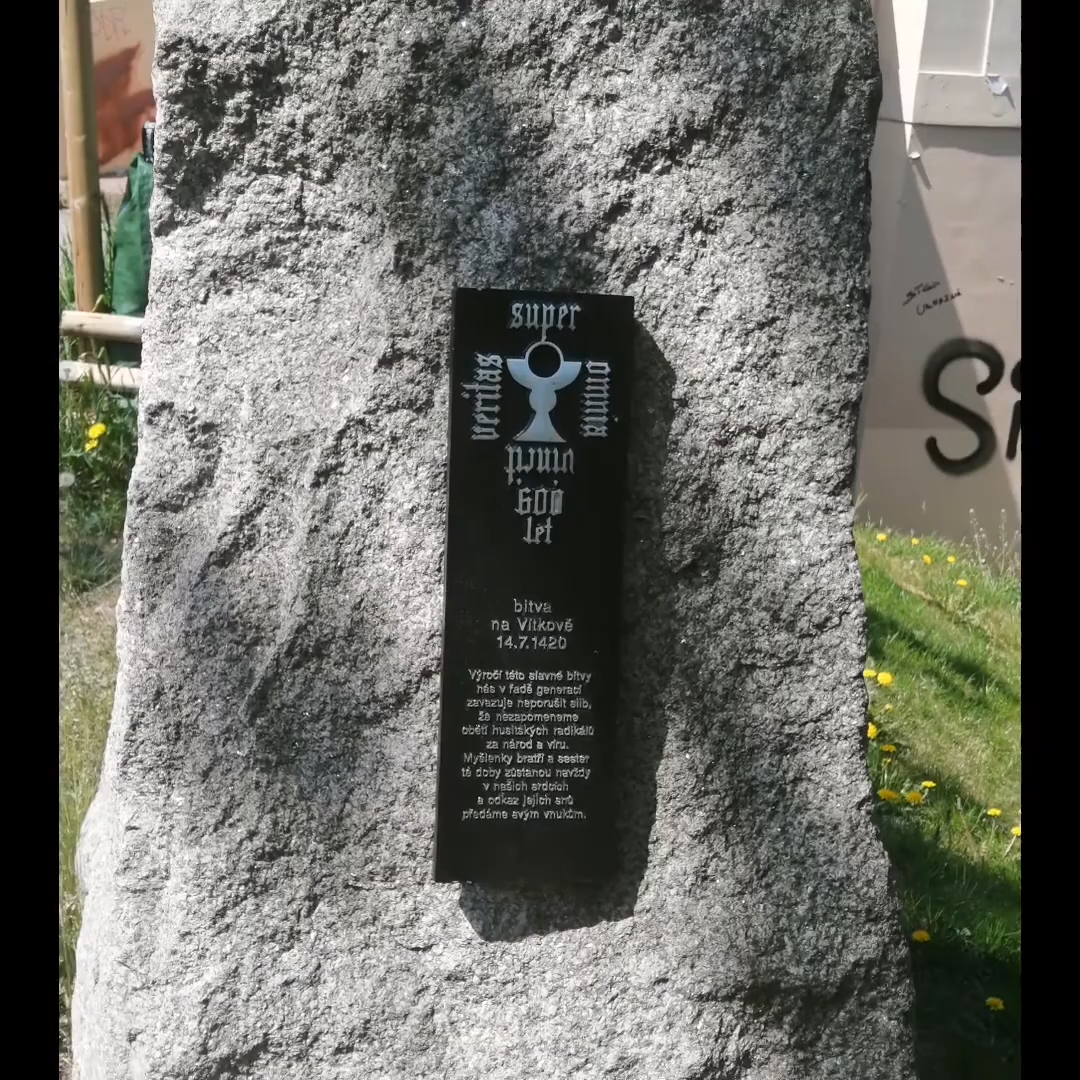 super
veritas
omnia
vincit
600
let
bitva
na Vítkově
14.7.1420
Výročí této slavné bitvy
nás v řadě generací
zavazuje neporušit slib,
že nezapomeneme
obětí husitských radikálů
za národ a víru.
Myšlenky bratří a sester
té doby zůstanou navždy
v našich srdcích
a odkaz jejich snů
předáme svým vnukům.